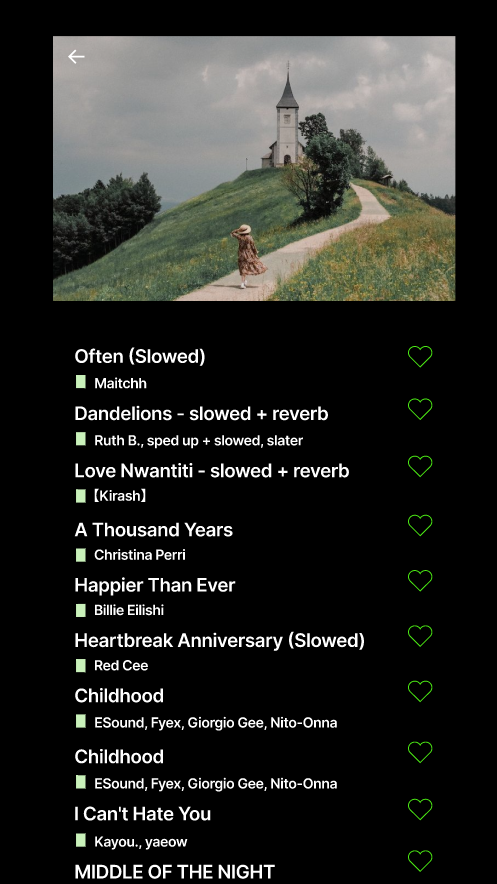 Often (Slowed)
Maitchh
Dandelions - slowed + reverb
Ruth B., sped up + slowed, slater
Love Nwantiti - slowed + reverb
【Kirash】
A Thousand Years
Christina Perri
Happier Than Ever
Billie Eilishi
Heartbreak Anniversary (Slowed)
Red Cee
Childhood
ESound, Fyex, Giorgio Gee, Nito-Onna
Childhood
ESound, Fyex, Giorgio Gee, Nito-Onna
I Can't Hate You
Kayou., yaeow
MIDDLE OF THE NIGHT